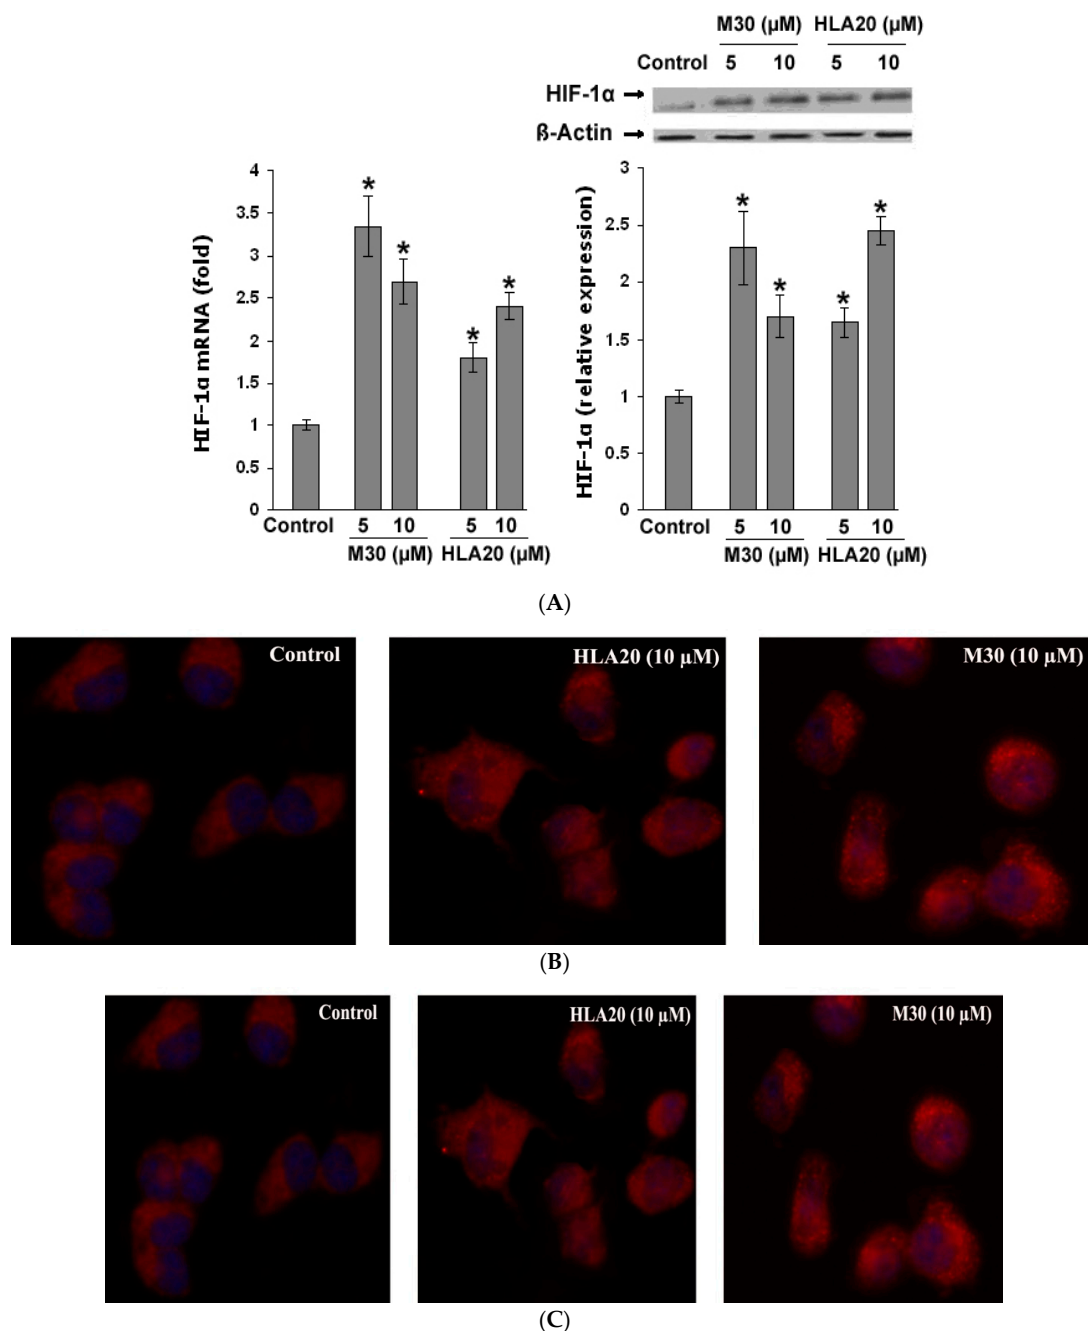 M30 (µM) HLA20 (µM)
Control 5 10 5 10
HIF-1α
ß-Actin
HIF-1α mRNA (fold)
4
3.5
3
2.5
2
1.5
1
0.5
0
* * * *
Control 5 10 5 10
M30 (µM) HLA20 (µM)
HIF-1α (relative expression)
3
2.5
2
1.5
1
0.5
0
* * * *
Control 5 10 5 10
M30 (µM) HLA20 (µM)
(A)
Control
HLA20 (10 µM)
M30 (10 µM)
(B)
Control
HLA20 (10 µM)
M30 (10 µM)
(C)